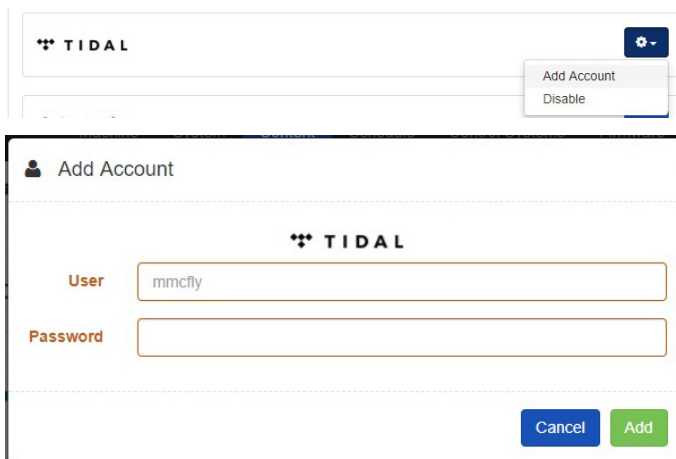 TIDAL
Add Account
Disable
Add Account
TIDAL
User
mmcfly
Password
Cancel
Add